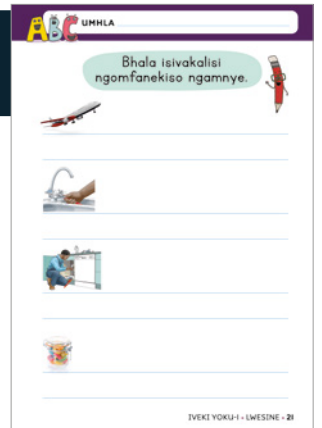 ABC UMHLA
Bhala isivakalisi
ngomfanekiso ngamnye.
IVEKI YOKU-1 • LWESINE • 21